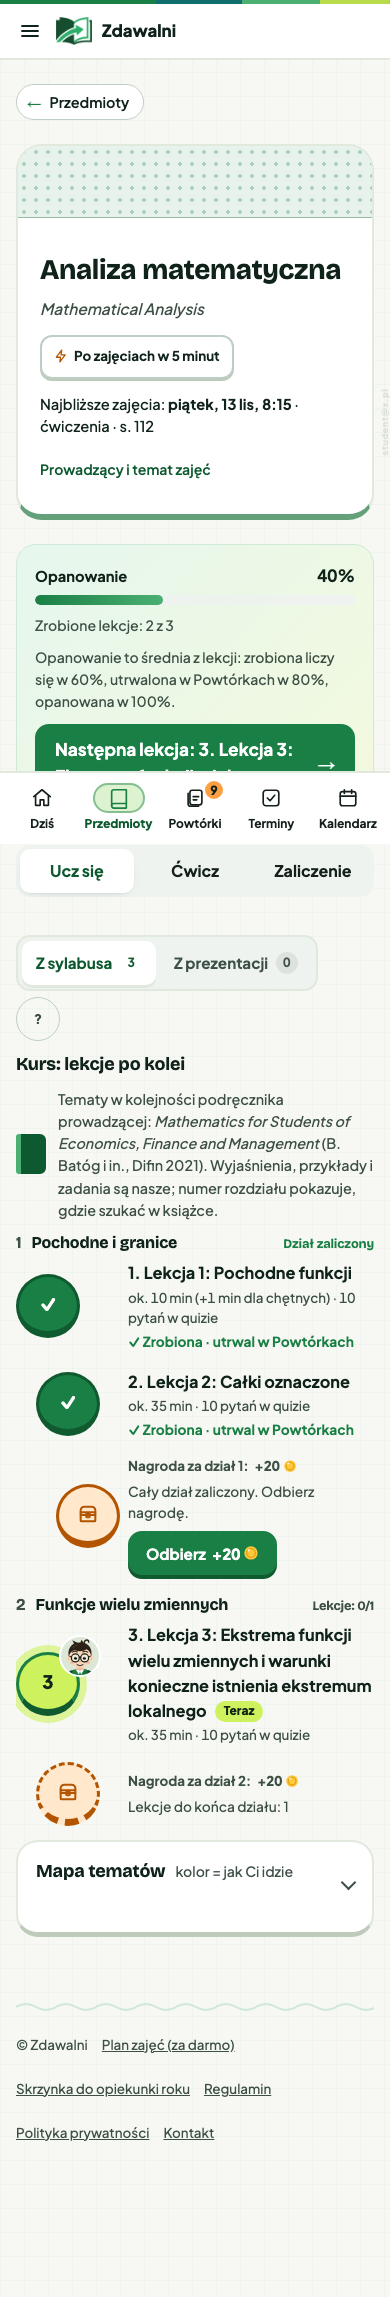 Zdawalni
← Przedmioty
Analiza matematyczna
Mathematical Analysis
Po zajęciach w 5 minut
Najbliższe zajęcia: piątek, 13 lis, 8:15 ·
ćwiczenia · s. 112
Prowadzący i temat zajęć
student@z.pl
Opanowanie 40%
Zrobione lekcje: 2 z 3
Opanowanie to średnia z lekcji: zrobiona liczy
się w 60%, utrwalona w Powtórkach w 80%,
opanowana w 100%.
Następna lekcja: 3. Lekcja 3: →
Dziś Przedmioty Powtórki 9 Terminy Kalendarz
Ucz się Ćwicz Zaliczenie
Z sylabusa 3 Z prezentacji 0
?
Kurs: lekcje po kolei
Tematy w kolejności podręcznika
prowadzącej: Mathematics for Students of
Economics, Finance and Management (B.
Batóg i in., Difin 2021). Wyjaśnienia, przykłady i
zadania są nasze; numer rozdziału pokazuje,
gdzie szukać w książce.
1 Pochodne i granice Dział zaliczony
1. Lekcja 1: Pochodne funkcji
ok. 10 min (+1 min dla chętnych) · 10
pytań w quizie
✓ Zrobiona · utrwal w Powtórkach
2. Lekcja 2: Całki oznaczone
ok. 35 min · 10 pytań w quizie
✓ Zrobiona · utrwal w Powtórkach
Nagroda za dział 1: +20
Cały dział zaliczony. Odbierz
nagrodę.
Odbierz +20
2 Funkcje wielu zmiennych Lekcje: 0/1
3
3. Lekcja 3: Ekstrema funkcji
wielu zmiennych i warunki
konieczne istnienia ekstremum
lokalnego Teraz
ok. 35 min · 10 pytań w quizie
Nagroda za dział 2: +20
Lekcje do końca działu: 1
Mapa tematów kolor = jak Ci idzie
© Zdawalni Plan zajęć (za darmo)
Skrzynka do opiekunki roku Regulamin
Polityka prywatności Kontakt